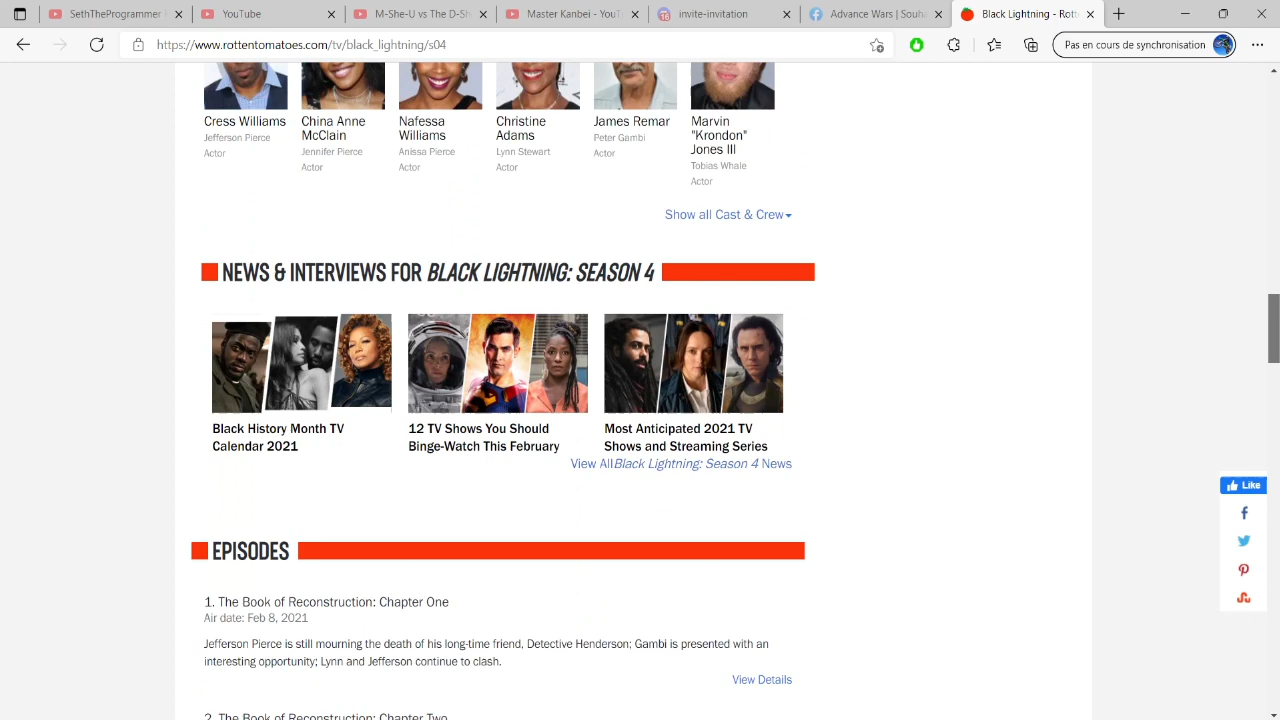 SetTheProgramme
M-She-U vs The D-Sh
Master Kanbei - YouT
16
invite-invitation
Advance Wars | Souha
Black Lightning - Rott
https://www.rottentomatoes.com/tv/black_lightning/s04
Pas en cours de synchronisation
Cress Williams
Jefferson Pierce
Actor
China Anne
McClain
Jennifer Pierce
Actor
Nafessa
Williams
Anissa Pierce
Actor
Christine
Adams
Lynn Stewart
Actor
James Remar
Peter Gambi
Actor
Marvin
"Krondon"
Jones III
Tobias Whale
Actor
Show all Cast & Crew
NEWS & INTERVIEWS FOR BLACK LIGHTNING: SEASON 4
Black History Month TV
Calendar 2021
12 TV Shows You Should
Binge-Watch This February
Most Anticipated 2021 TV
Shows and Streaming Series
View AllBlack Lightning: Season 4 News
Like
EPISODES
1. The Book of Reconstruction: Chapter One
Air date: Feb 8, 2021
Jefferson Pierce is still mourning the death of his long-time friend, Detective Henderson; Gambi is presented with an
interesting opportunity; Lynn and Jefferson continue to clash.
View Details
2. The Book of Reconstruction: Chapter Two